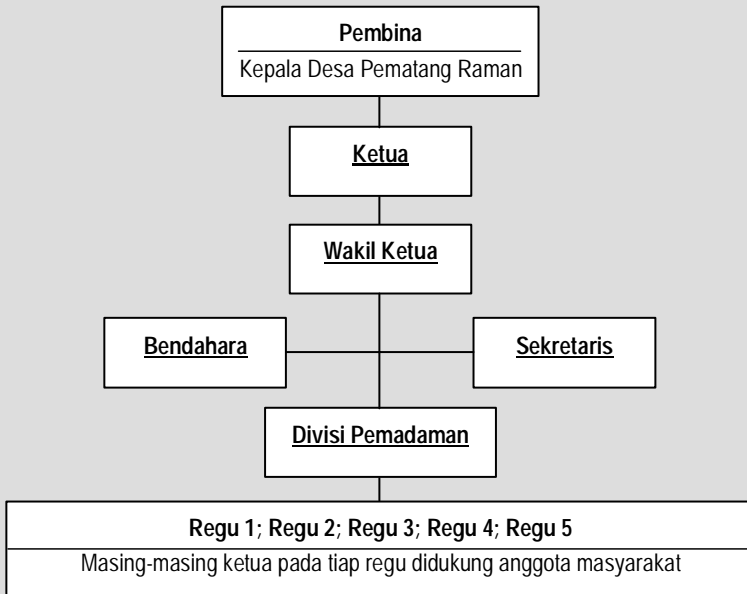 Pembina
Kepala Desa Pematang Raman
Ketua
Wakil Ketua
Bendahara
Sekretaris
Divisi Pemadaman
Regu 1; Regu 2; Regu 3; Regu 4; Regu 5
Masing-masing ketua pada tiap regu didukung anggota masyarakat